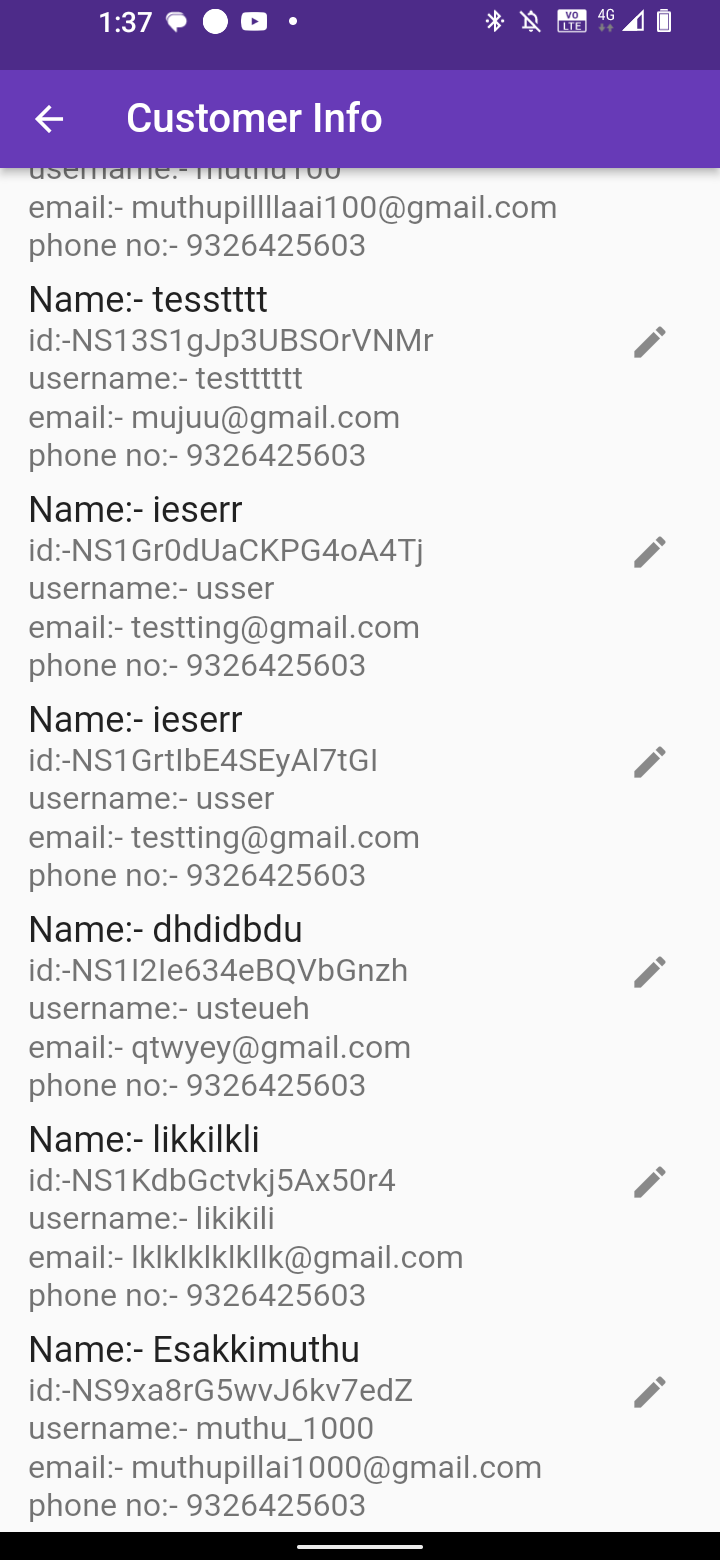 1:37
VO LTE
4G
Customer Info
username:- muthu100
email:- muthupillllaai100@gmail.com
phone no:- 9326425603
Name:- tesstttt
id:-NS13S1gJp3UBSOrVNMr
username:- testttttt
email:- mujuu@gmail.com
phone no:- 9326425603
Name:- ieserr
id:-NS1Gr0dUaCKPG4oA4Tj
username:- usser
email:- testting@gmail.com
phone no:- 9326425603
Name:- ieserr
id:-NS1GrtIbE4SEyAl7tGI
username:- usser
email:- testting@gmail.com
phone no:- 9326425603
Name:- dhdidbdu
id:-NS1I2Ie634eBQVbGnzh
username:- usteueh
email:- qtwyey@gmail.com
phone no:- 9326425603
Name:- likkilkli
id:-NS1KdbGctvkj5Ax50r4
username:- likikili
email:- lklklklklkllk@gmail.com
phone no:- 9326425603
Name:- Esakkimuthu
id:-NS9xa8rG5wvJ6kv7edZ
username:- muthu_1000
email:- muthupillai1000@gmail.com
phone no:- 9326425603